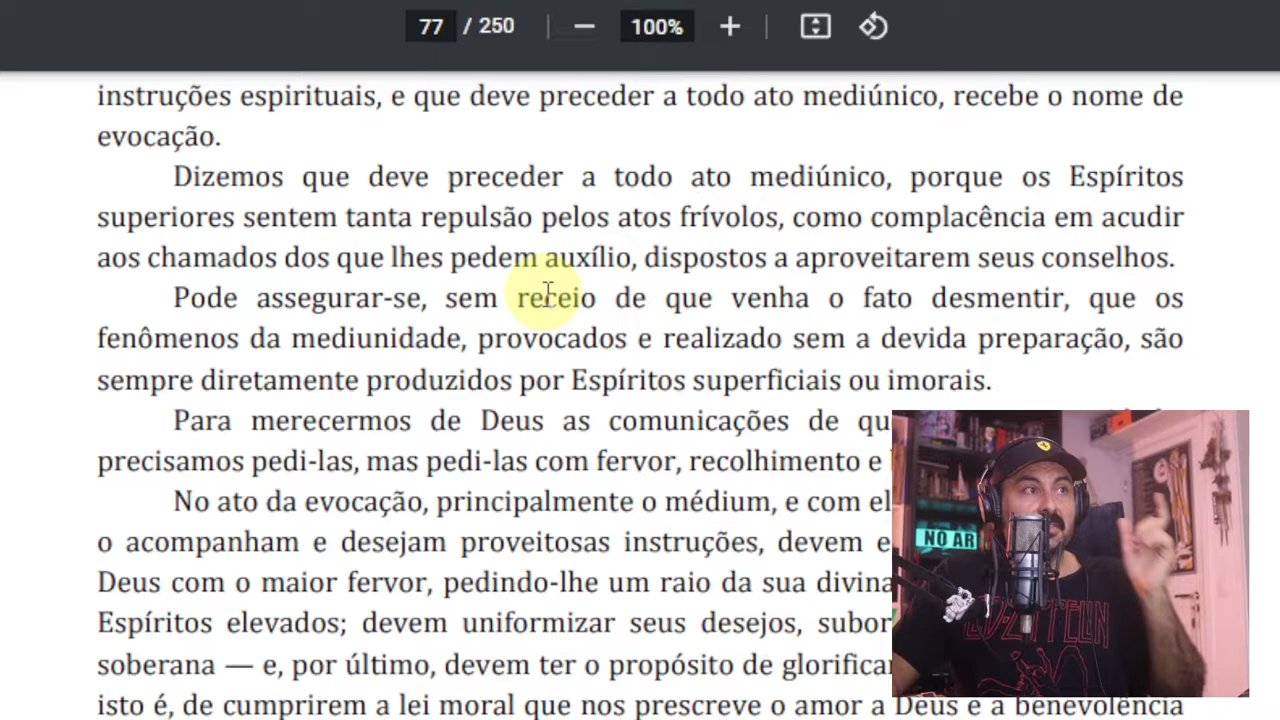 77 / 250 100%
instruções espirituais, e que deve preceder a todo ato mediúnico, recebe o nome de
evocação.
Dizemos que deve preceder a todo ato mediúnico, porque os Espíritos
superiores sentem tanta repulsão pelos atos frívolos, como complacência em acudir
aos chamados dos que lhes pedem auxílio, dispostos a aproveitarem seus conselhos.
Pode assegurar-se, sem receio de que venha o fato desmentir, que os
fenômenos da mediunidade, provocados e realizado sem a devida preparação, são
sempre diretamente produzidos por Espíritos superficiais ou imorais.
Para merecermos de Deus as comunicações de
precisamos pedi-las, mas pedi-las com fervor, recolhimento e
No ato da evocação, principalmente o médium, e com
o acompanham e desejam proveitosas instruções, devem
Deus com o maior fervor, pedindo-lhe um raio da sua
Espíritos elevados; devem uniformizar seus desejos,
soberana — e, por último, devem ter o propósito de
isto é, de cumprirem a lei moral que nos prescreve o amor a Deus e a benevolência
NO AR
LED-ZEPPELIN